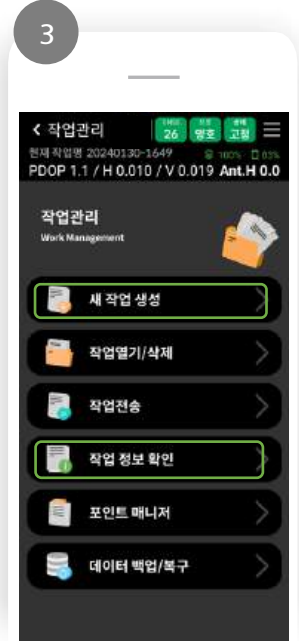 3
< 작업관리
26 양호 고정
현재 작업명 20240130-1649 100% 83%
PDOP 1.1 / H 0.010 / V 0.019 Ant.H 0.0
작업관리
Work Management
새 작업 생성
작업열기/삭제
작업전송
작업 정보 확인
포인트 매니저
데이터 백업/복구